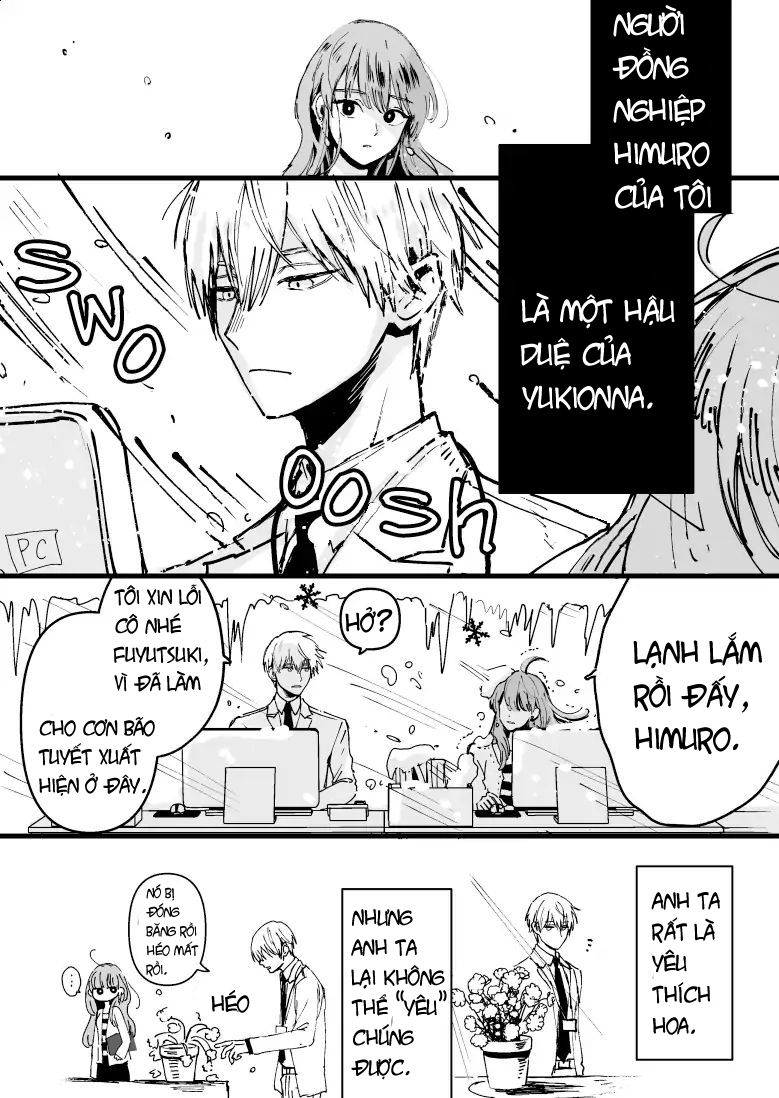 NGƯỜI
ĐỒNG
NGHIỆP
HIMURO
CỦA TÔI
LÀ MỘT HẬU
DUỆ CỦA
YUKIONNA.
SWO
OOSH
PC
LẠNH LẮM
RỒI ĐẤY,
HIMURO.
HỞ?
TÔI XIN LỖI
CÔ NHÉ
FUYUTSUKI,
VÌ ĐÃ LÀM
CHO CƠN BÃO
TUYẾT XUẤT
HIỆN Ở ĐÂY.
ANH TA
RẤT LÀ
YÊU
THÍCH
HOA.
NHƯNG
ANH TA
LẠI KHÔNG
THỂ "YÊU"
CHÚNG
ĐƯỢC.
HÉO
NÓ BỊ
ĐÓNG
BĂNG RỒI
HÉO MẤT
RỒI.
...